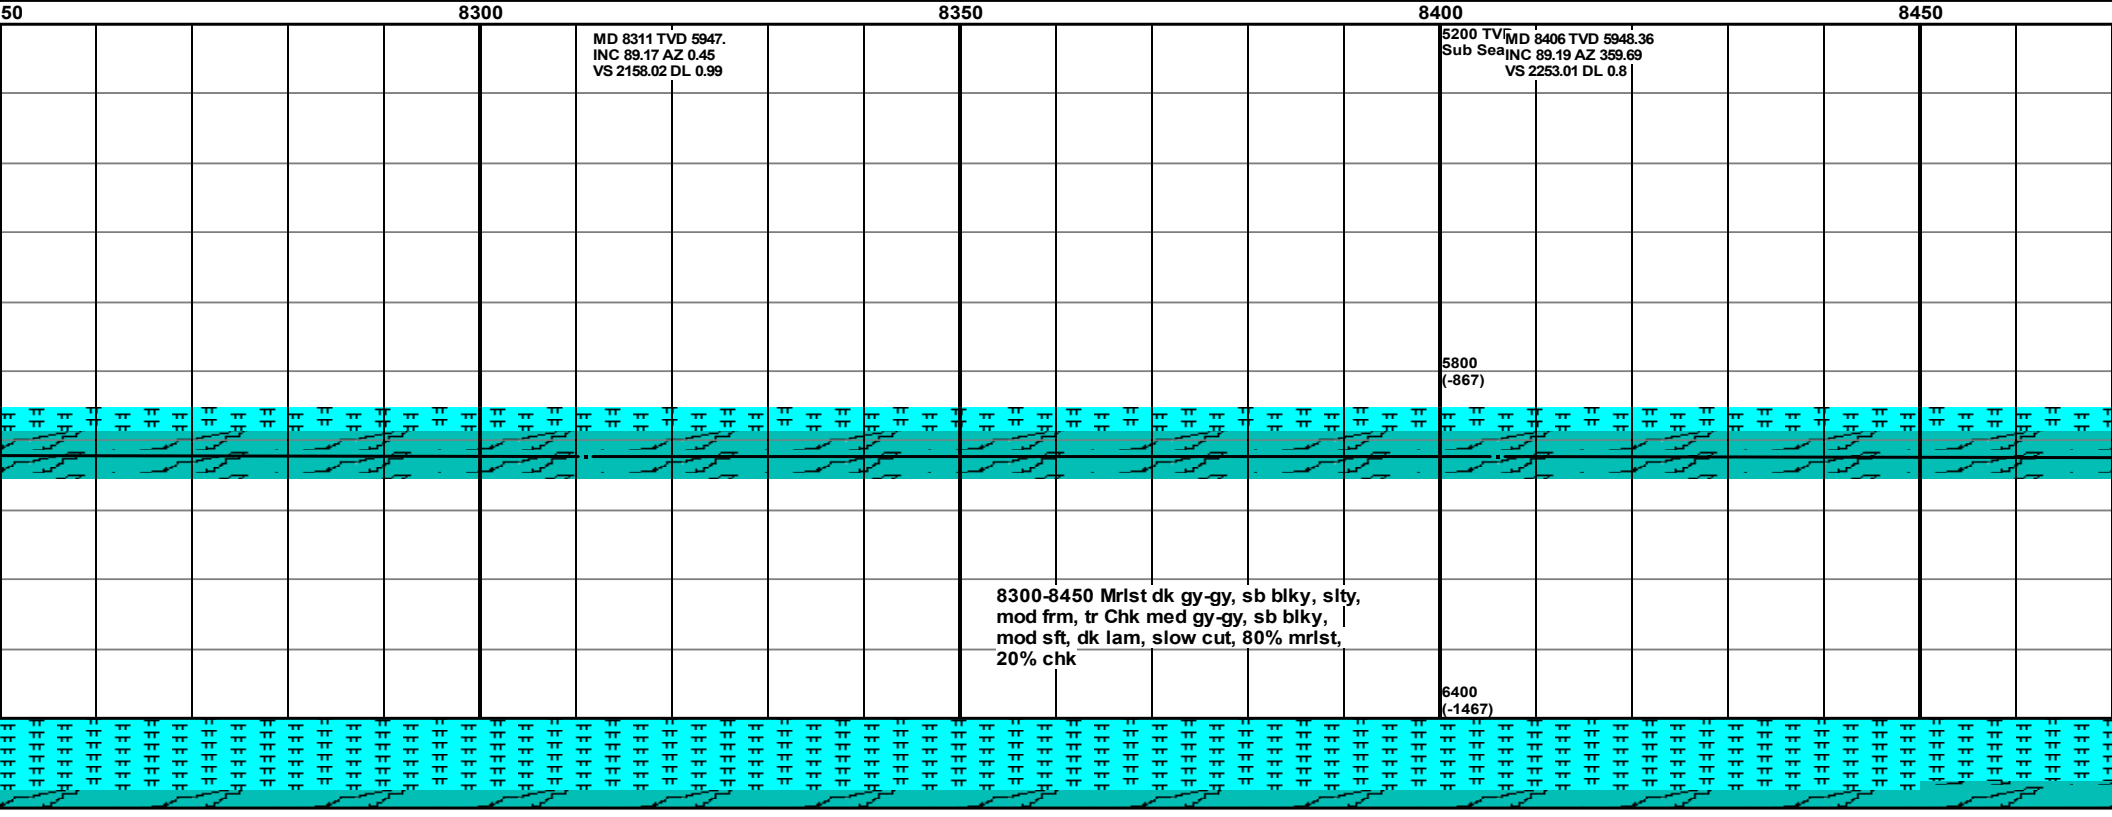 50
8300
8350
8400
8450
MD 8311 TVD 5947.
INC 89.17 AZ 0.45
VS 2158.02 DL 0.99
5200 TVD
Sub Sea
MD 8406 TVD 5948.36
INC 89.19 AZ 359.69
VS 2253.01 DL 0.8
5800
(-867)
8300-8450 Mrlst dk gy-gy, sb blky, slty,
mod frm, tr Chk med gy-gy, sb blky,
mod sft, dk lam, slow cut, 80% mrlst,
20% chk
6400
(-1467)